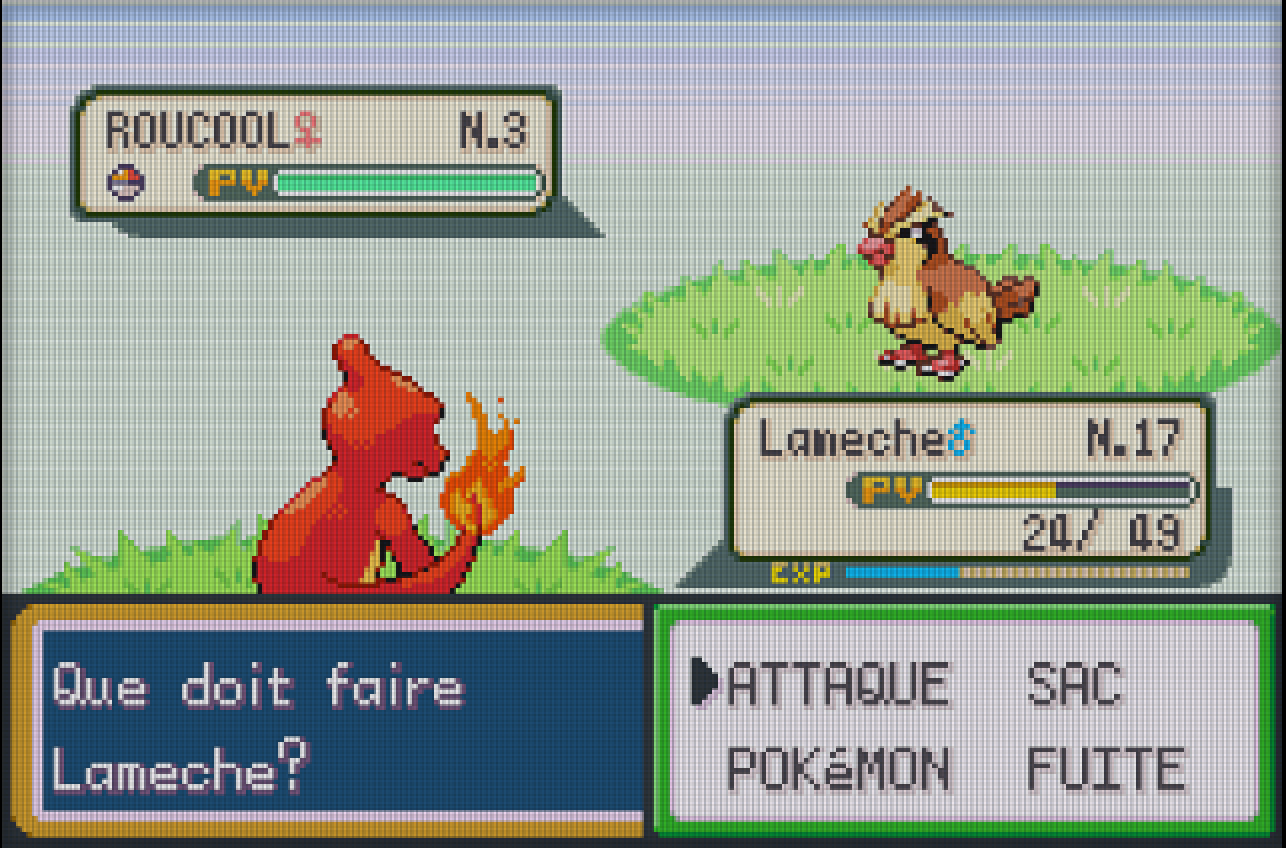 ROUCOOL♀ N.3
PV
Lameche♂ N.17
PV
24/ 49
EXP
Que doit faire
Lameche?
▶ATTAQUE SAC
POKéMON FUITE